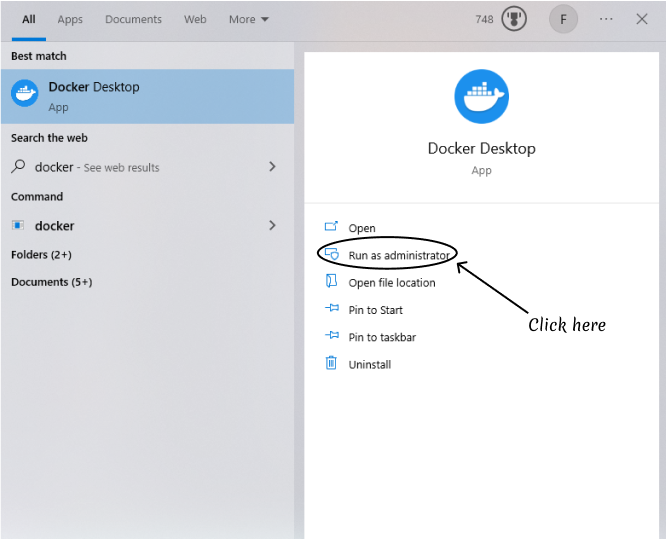 All Apps Documents Web More 748 F ...
Best match
Docker Desktop
App
Search the web
docker - See web results
Command
docker
Folders (2+)
Documents (5+)
Docker Desktop
App
Open
Run as administrator
Open file location
Pin to Start
Pin to taskbar
Uninstall
Click here